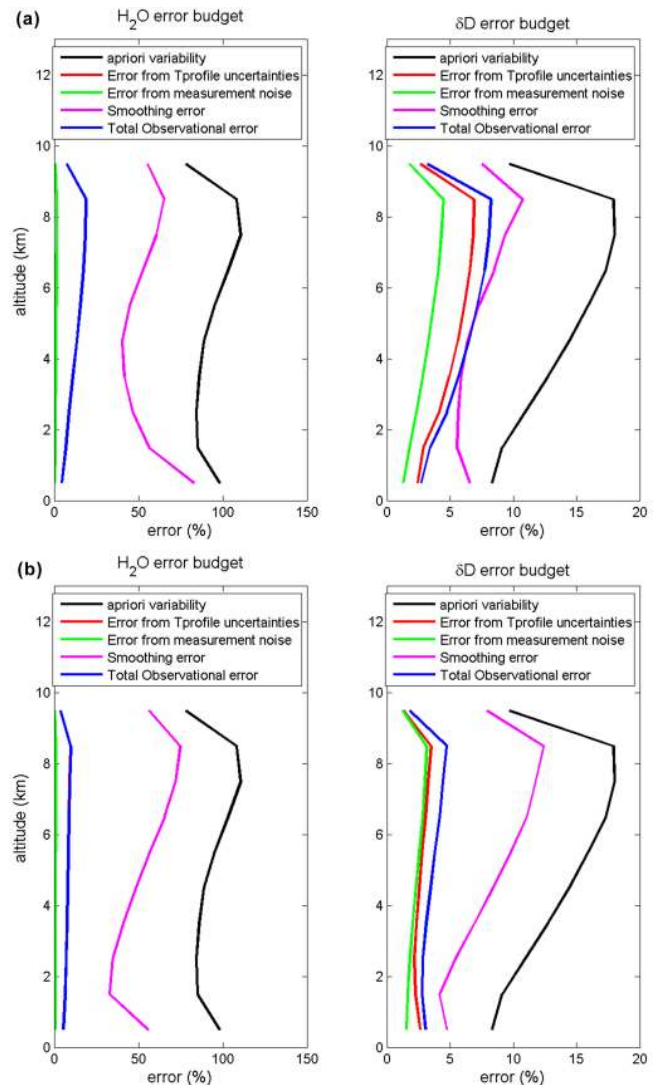 (a)
H2O error budget
apriori variability
Error from Tprofile uncertainties
Error from measurement noise
Smoothing error
Total Observational error
12
10
8
6
4
2
0
altitude (km)
0 50 100 150
error (%)
δD error budget
apriori variability
Error from Tprofile uncertainties
Error from measurement noise
Smoothing error
Total Observational error
12
10
8
6
4
2
0
0 5 10 15 20
error (%)
(b)
H2O error budget
apriori variability
Error from Tprofile uncertainties
Error from measurement noise
Smoothing error
Total Observational error
12
10
8
6
4
2
0
altitude (km)
0 50 100 150
error (%)
δD error budget
apriori variability
Error from Tprofile uncertainties
Error from measurement noise
Smoothing error
Total Observational error
12
10
8
6
4
2
0
0 5 10 15 20
error (%)